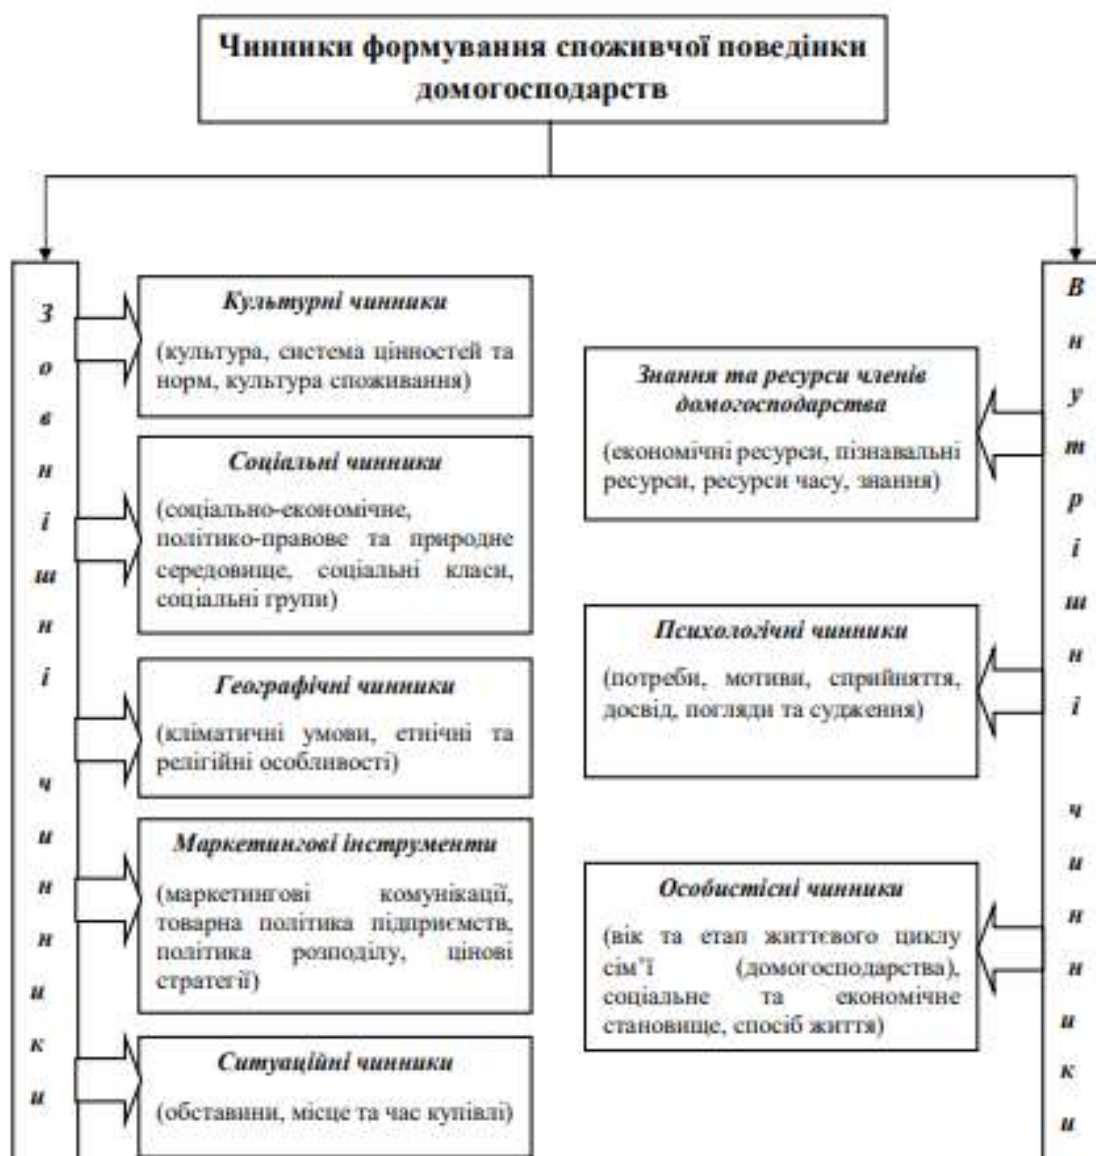 Чинники формування споживчої поведінки
домогосподарств
Зовнішні чинники
Культурні чинники
(культура, система цінностей та
норм, культура споживання)
Соціальні чинники
(соціально-економічне,
політико-правове та природне
середовище, соціальні класи,
соціальні групи)
Географічні чинники
(кліматичні умови, етнічні та
релігійні особливості)
Маркетингові інструменти
(маркетингові комунікації,
товарна політика підприємств,
політика розподілу, цінові
стратегії)
Ситуаційні чинники
(обставини, місце та час купівлі)
Знання та ресурси членів
домогосподарства
(економічні ресурси, пізнавальні
ресурси, ресурси часу, знання)
Психологічні чинники
(потреби, мотиви, сприйняття,
досвід, погляди та судження)
Особистісні чинники
(вік та етап життєвого циклу
сім"ї (домогосподарства),
соціальне та економічне
становище, спосіб життя)
Внутрішні чинники